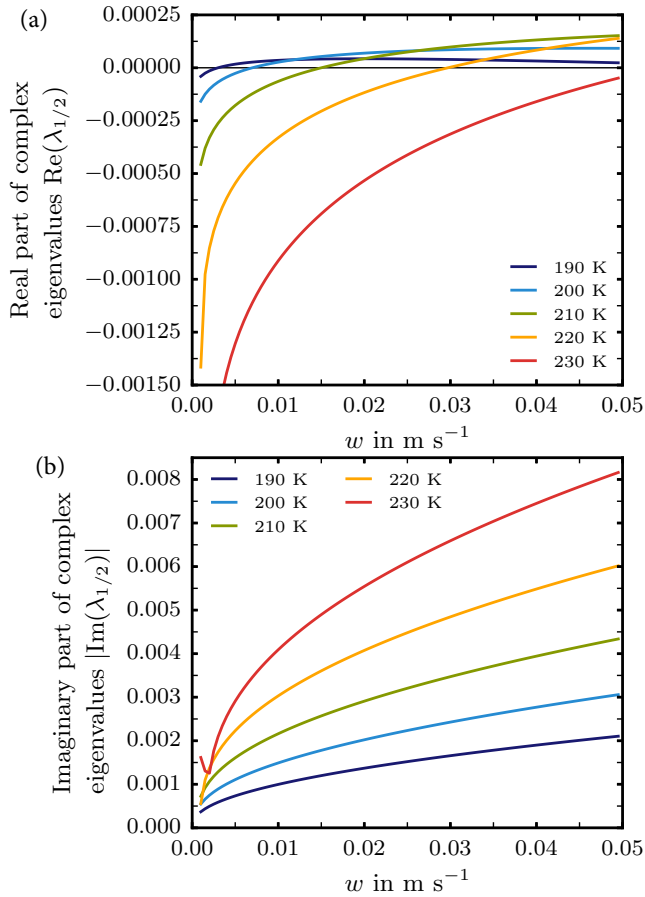 (a)
Real part of complex
eigenvalues Re(λ1/2)
0.00025
0.00000
−0.00025
−0.00050
−0.00075
−0.00100
−0.00125
−0.00150
190 K
200 K
210 K
220 K
230 K
0.00 0.01 0.02 0.03 0.04 0.05
w in m s−1
(b)
Imaginary part of complex
eigenvalues |Im(λ1/2)|
0.008
0.007
0.006
0.005
0.004
0.003
0.002
0.001
0.000
190 K 220 K
200 K 230 K
210 K
0.00 0.01 0.02 0.03 0.04 0.05
w in m s−1